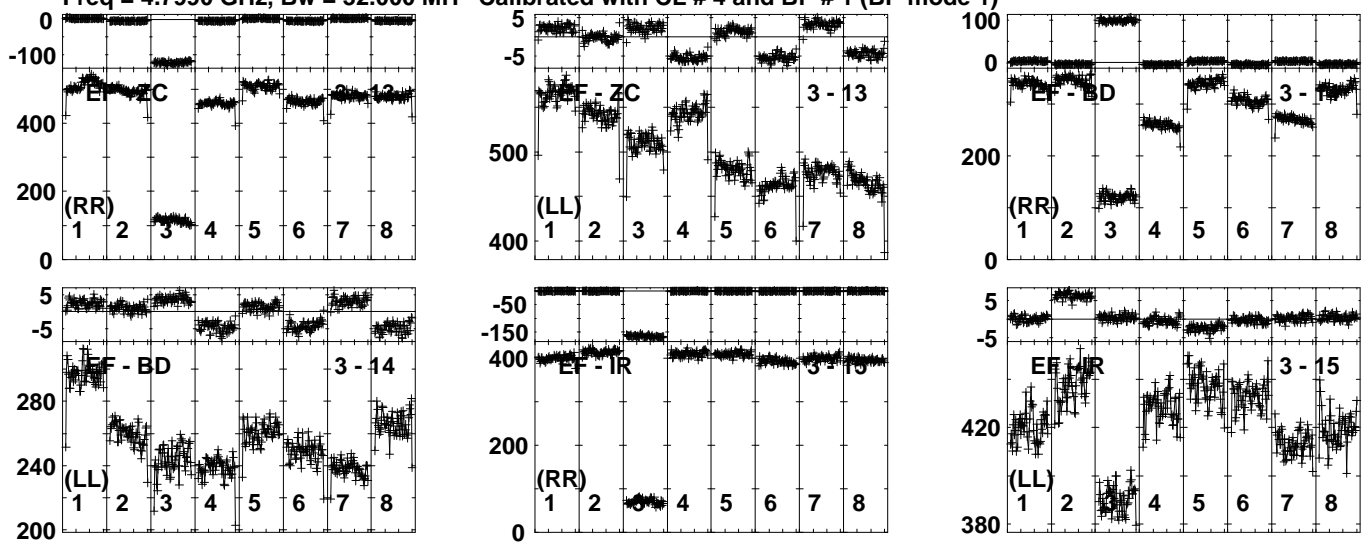 Freq = 4.7990 GHz, Bw = 32.000 MH Calibrated with CL # 4 and BP # 1 (BP mode 1)
0
-100
EF - ZC 3 - 13
400
200
0
(RR)
1 2 3 4 5 6 7 8
5
-5
EF - ZC 3 - 13
500
400
(LL)
1 2 3 4 5 6 7 8
100
0
EF - BD 3 - 1
200
0
(RR)
1 2 3 4 5 6 7 8
5
-5
EF - BD 3 - 14
280
240
200
(LL)
1 2 3 4 5 6 7 8
-50
-150
EF - IR 3 - 15
400
200
0
(RR)
1 2 3 4 5 6 7 8
5
-5
EF - IR 3 - 15
420
380
(LL)
1 2 3 4 5 6 7 8